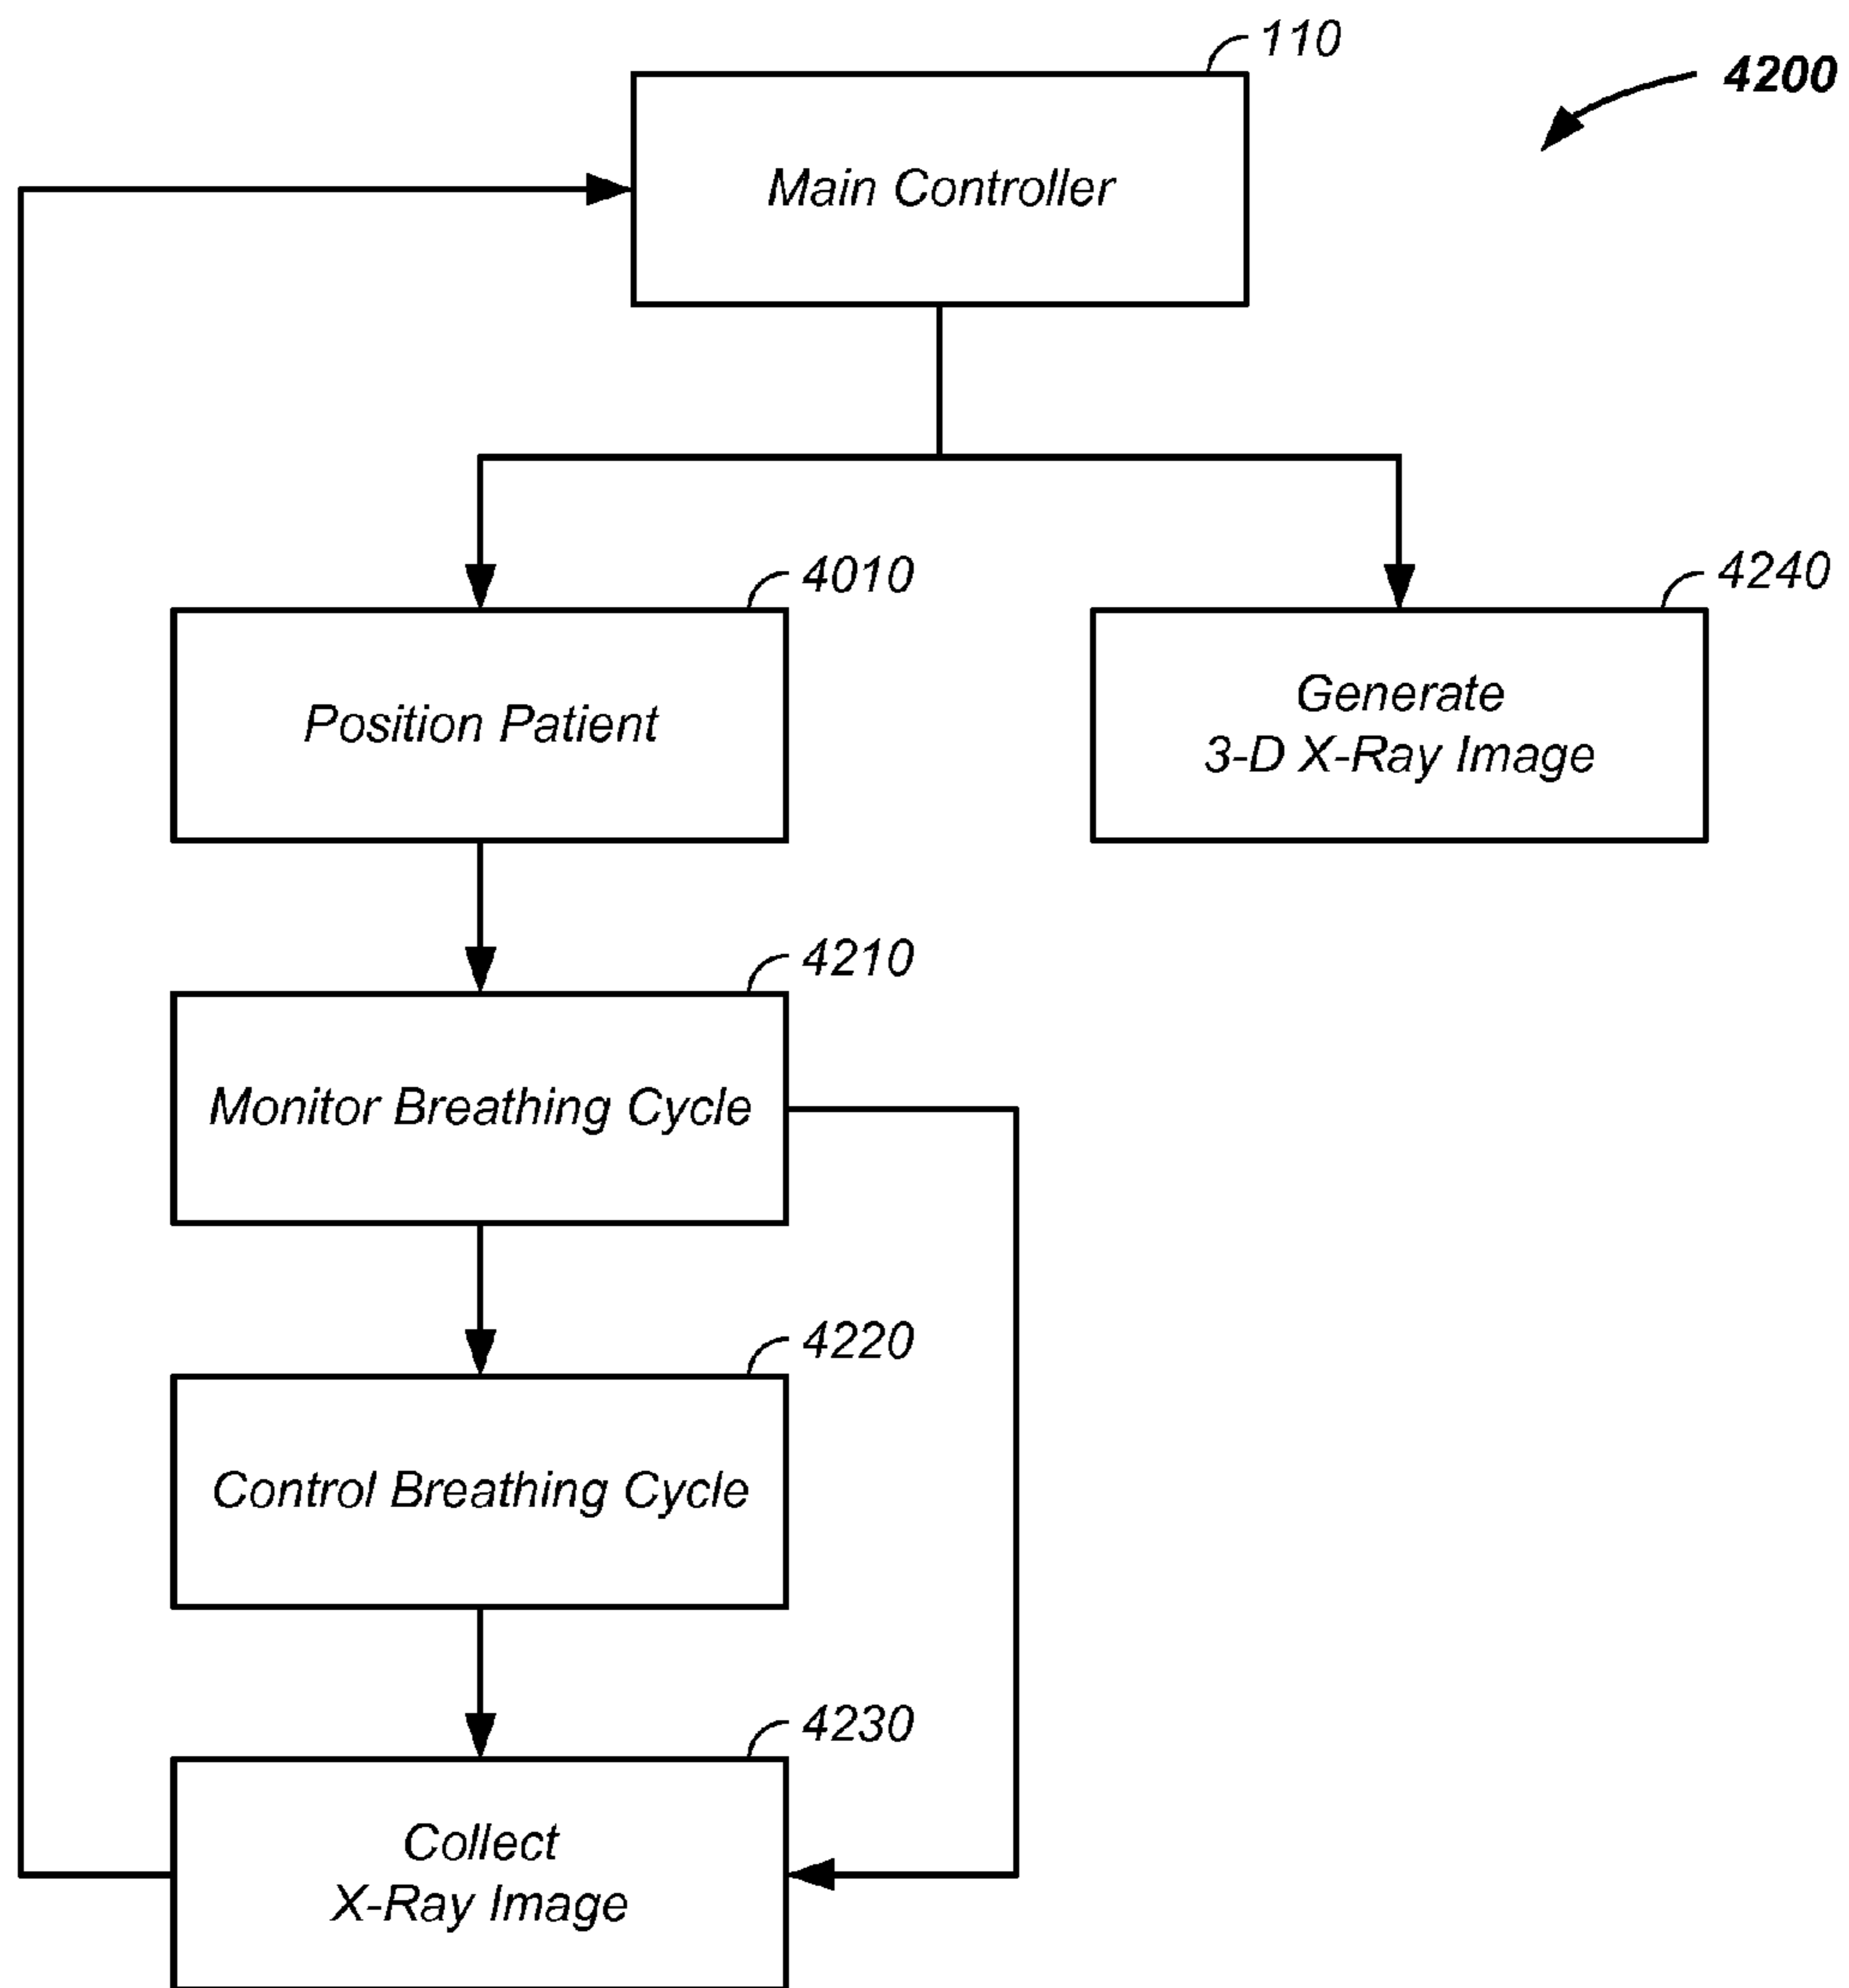 110
4200
Main Controller
4010
4240
Position Patient
Generate
3-D X-Ray Image
4210
Monitor Breathing Cycle
4220
Control Breathing Cycle
4230
Collect
X-Ray Image